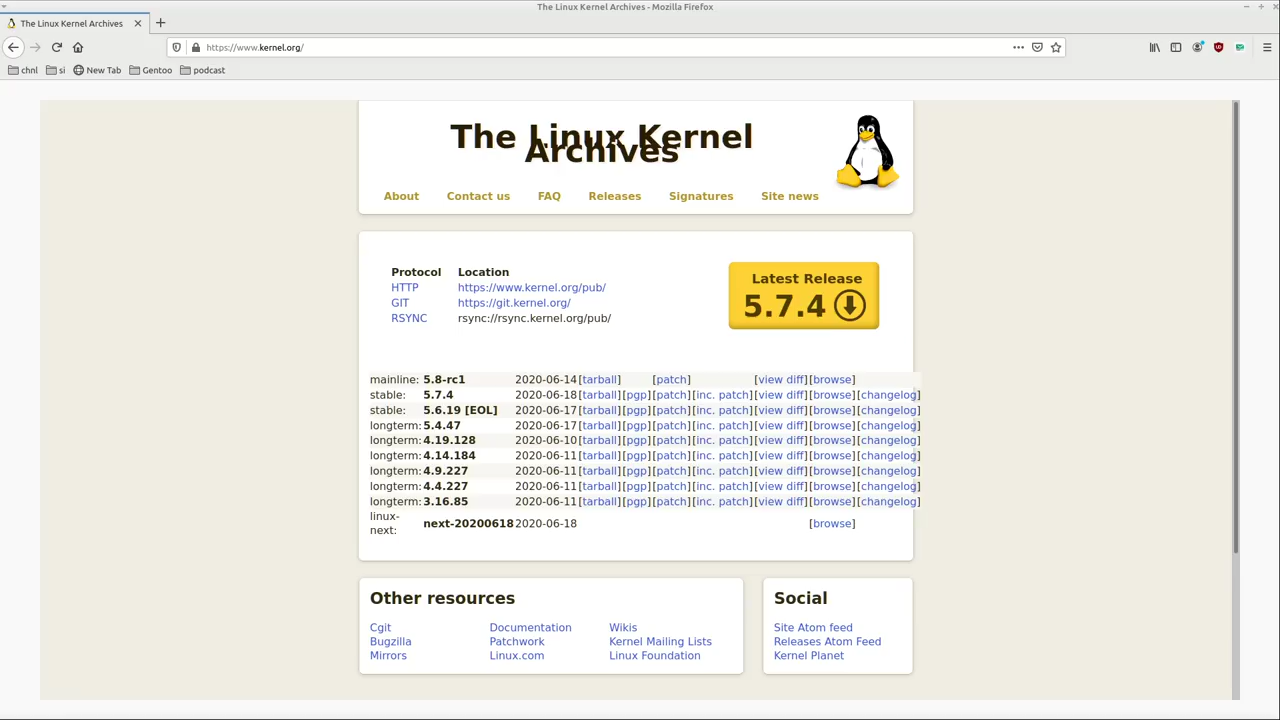 The Linux Kernel Archives - Mozilla Firefox
The Linux Kernel Archives
https://www.kernel.org/
chnl si New Tab Gentoo podcast
The Linux Kernel
Archives
About Contact us FAQ Releases Signatures Site news
Protocol Location
HTTP https://www.kernel.org/pub/
GIT https://git.kernel.org/
RSYNC rsync://rsync.kernel.org/pub/
Latest Release
5.7.4
mainline: 5.8-rc1 2020-06-14 [tarball] [patch] [view diff] [browse]
stable: 5.7.4 2020-06-18 [tarball] [pgp] [patch] [inc. patch] [view diff] [browse] [changelog]
stable: 5.6.19 [EOL] 2020-06-17 [tarball] [pgp] [patch] [inc. patch] [view diff] [browse] [changelog]
longterm: 5.4.47 2020-06-17 [tarball] [pgp] [patch] [inc. patch] [view diff] [browse] [changelog]
longterm: 4.19.128 2020-06-10 [tarball] [pgp] [patch] [inc. patch] [view diff] [browse] [changelog]
longterm: 4.14.184 2020-06-11 [tarball] [pgp] [patch] [inc. patch] [view diff] [browse] [changelog]
longterm: 4.9.227 2020-06-11 [tarball] [pgp] [patch] [inc. patch] [view diff] [browse] [changelog]
longterm: 4.4.227 2020-06-11 [tarball] [pgp] [patch] [inc. patch] [view diff] [browse] [changelog]
longterm: 3.16.85 2020-06-11 [tarball] [pgp] [patch] [inc. patch] [view diff] [browse] [changelog]
linux-
next: next-20200618 2020-06-18 [browse]
Other resources
Cgit Documentation Wikis
Bugzilla Patchwork Kernel Mailing Lists
Mirrors Linux.com Linux Foundation
Social
Site Atom feed
Releases Atom Feed
Kernel Planet